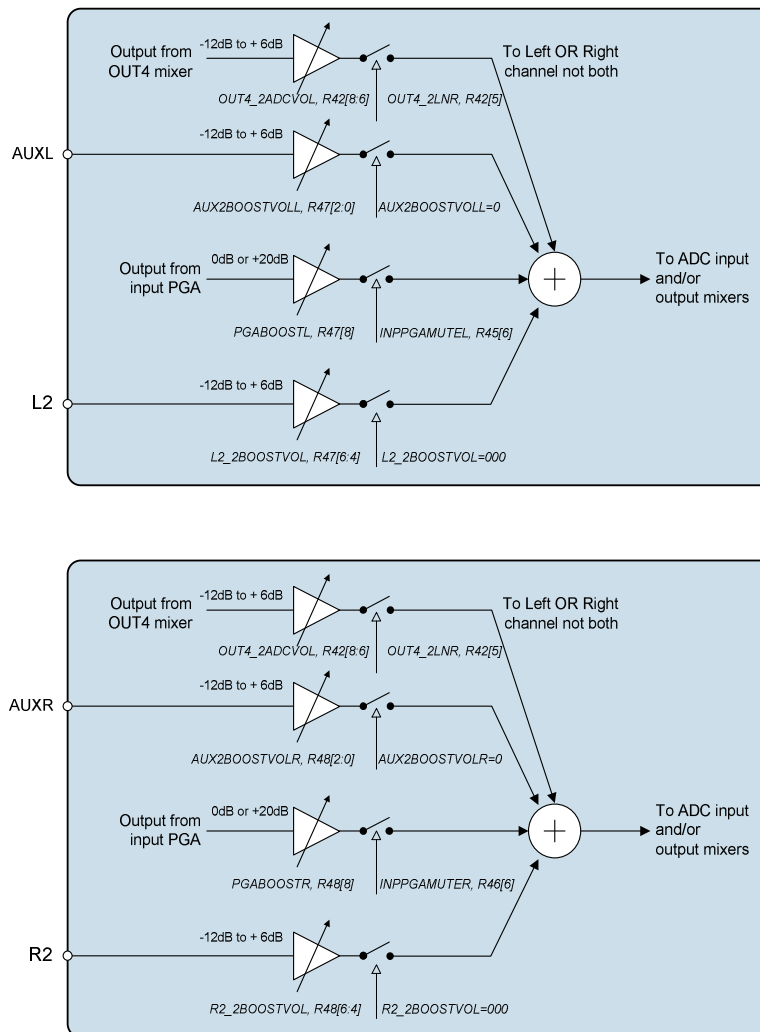 Output from
OUT4 mixer
-12dB to + 6dB
To Left OR Right
channel not both
OUT4_2ADCVOL, R42[8:6]
OUT4_2LNR, R42[5]
AUXL
-12dB to + 6dB
AUX2BOOSTVOLL, R47[2:0]
AUX2BOOSTVOLL=0
Output from
input PGA
0dB or +20dB
To ADC input
and/or
output mixers
PGABOOSTL, R47[8]
INPPGAMUTEL, R45[6]
L2
-12dB to + 6dB
L2_2BOOSTVOL, R47[6:4]
L2_2BOOSTVOL=000
Output from
OUT4 mixer
-12dB to + 6dB
To Left OR Right
channel not both
OUT4_2ADCVOL, R42[8:6]
OUT4_2LNR, R42[5]
AUXR
-12dB to + 6dB
AUX2BOOSTVOLR, R48[2:0]
AUX2BOOSTVOLR=0
Output from
input PGA
0dB or +20dB
To ADC input
and/or
output mixers
PGABOOSTR, R48[8]
INPPGAMUTER, R46[6]
R2
-12dB to + 6dB
R2_2BOOSTVOL, R48[6:4]
R2_2BOOSTVOL=000